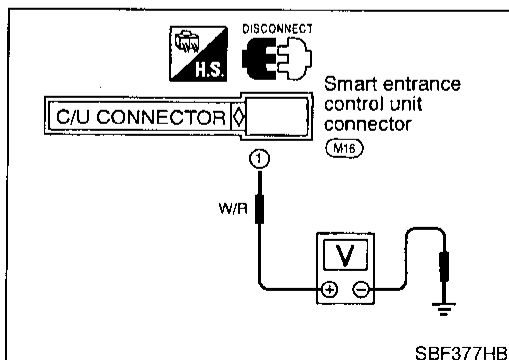 DISCONNECT
H.S.
Smart entrance
control unit
connector
M16
C/U CONNECTOR
1
W/R
V
+ -
SBF377HB